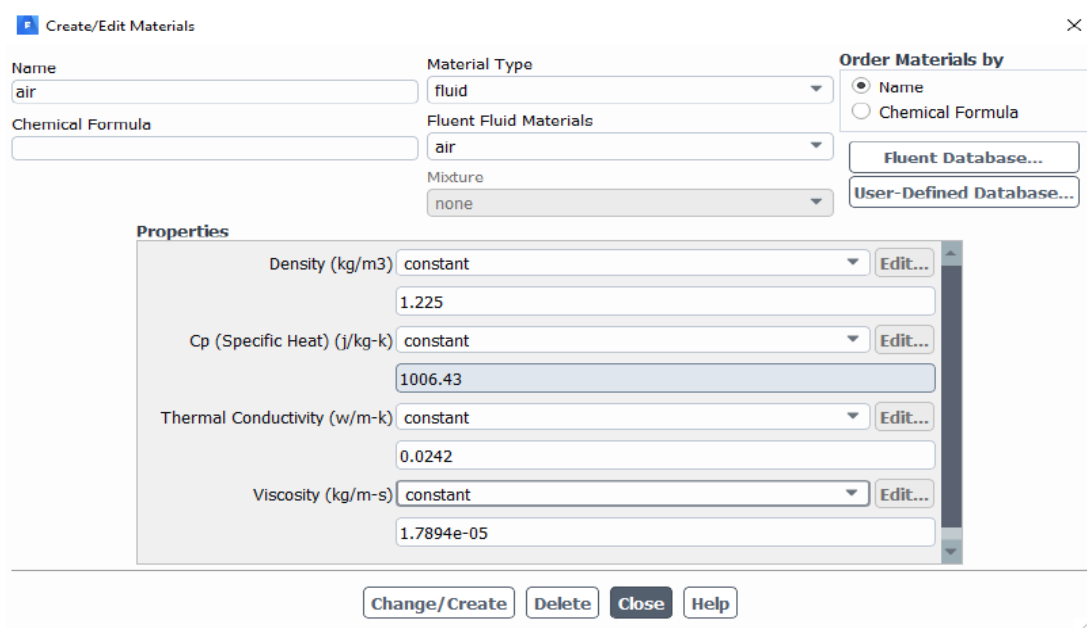 Create/Edit Materials
Name
air
Chemical Formula
Material Type
fluid
Fluent Fluid Materials
air
Mixture
none
Order Materials by
Name
Chemical Formula
Fluent Database...
User-Defined Database...
Properties
Density (kg/m3) constant Edit...
1.225
Cp (Specific Heat) (j/kg-k) constant Edit...
1006.43
Thermal Conductivity (w/m-k) constant Edit...
0.0242
Viscosity (kg/m-s) constant Edit...
1.7894e-05
Change/Create Delete Close Help